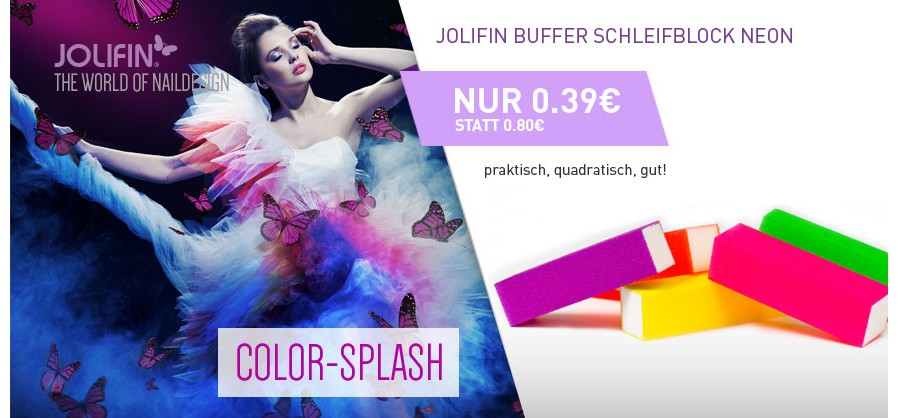 JOLIFIN®
THE WORLD OF NAILDESIGN
COLOR-SPLASH
JOLIFIN BUFFER SCHLEIFBLOCK NEON
NUR 0.39€
STATT 0.80€
praktisch, quadratisch, gut!